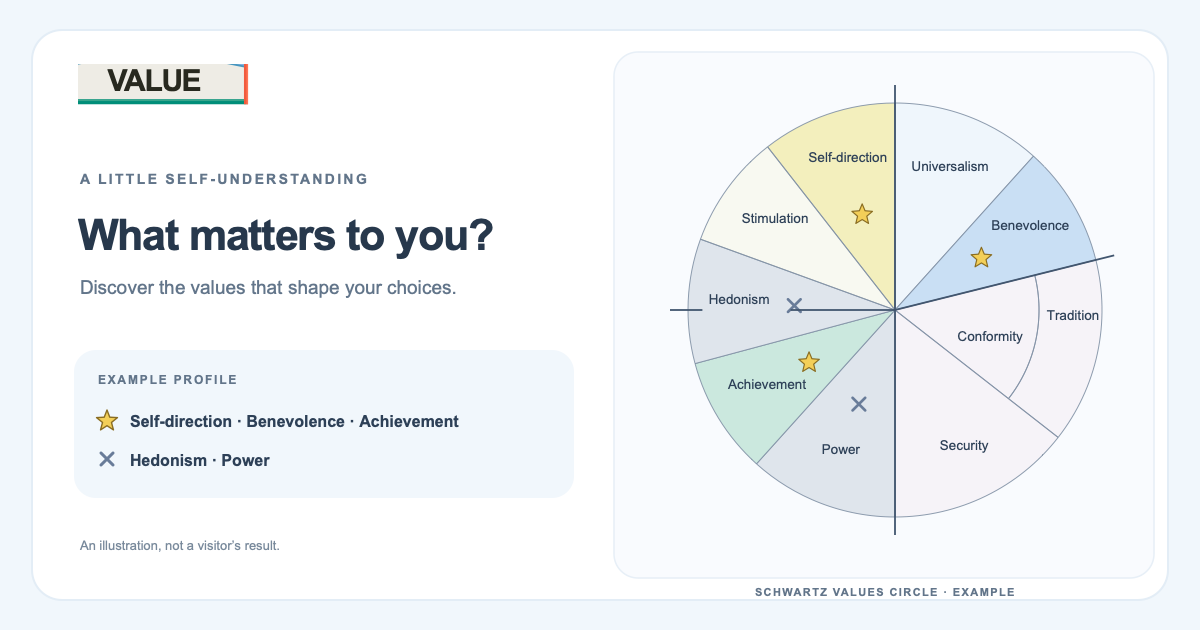 VALUE
A LITTLE SELF-UNDERSTANDING
What matters to you?
Discover the values that shape your choices.
EXAMPLE PROFILE
Self-direction · Benevolence · Achievement
Hedonism · Power
An illustration, not a visitor's result.
Self-direction
Universalism
Stimulation
Benevolence
Hedonism
Tradition
Conformity
Achievement
Power
Security
SCHWARTZ VALUES CIRCLE · EXAMPLE